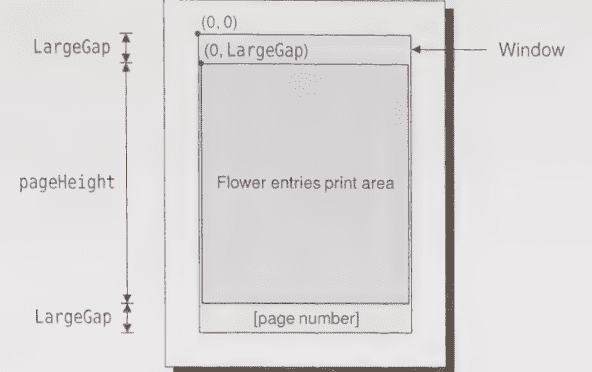 (0, 0)
LargeGap
(0, LargeGap)
Window
pageHeight
Flower entries print area
LargeGap
[page number]